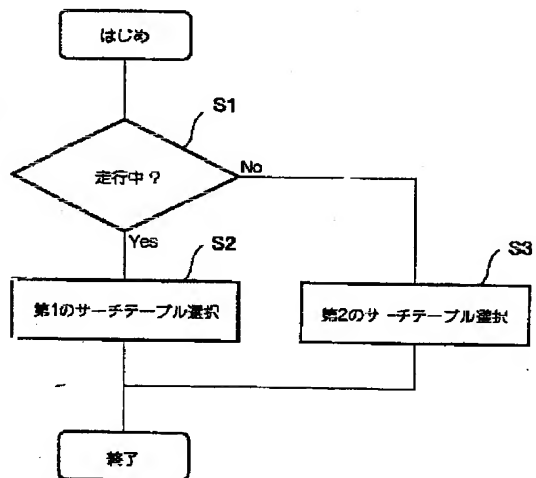 はじめ
S1
走行中？
No
Yes
S2
S3
第1のサーチテーブル選択
第2のサーチテーブル選択
終了